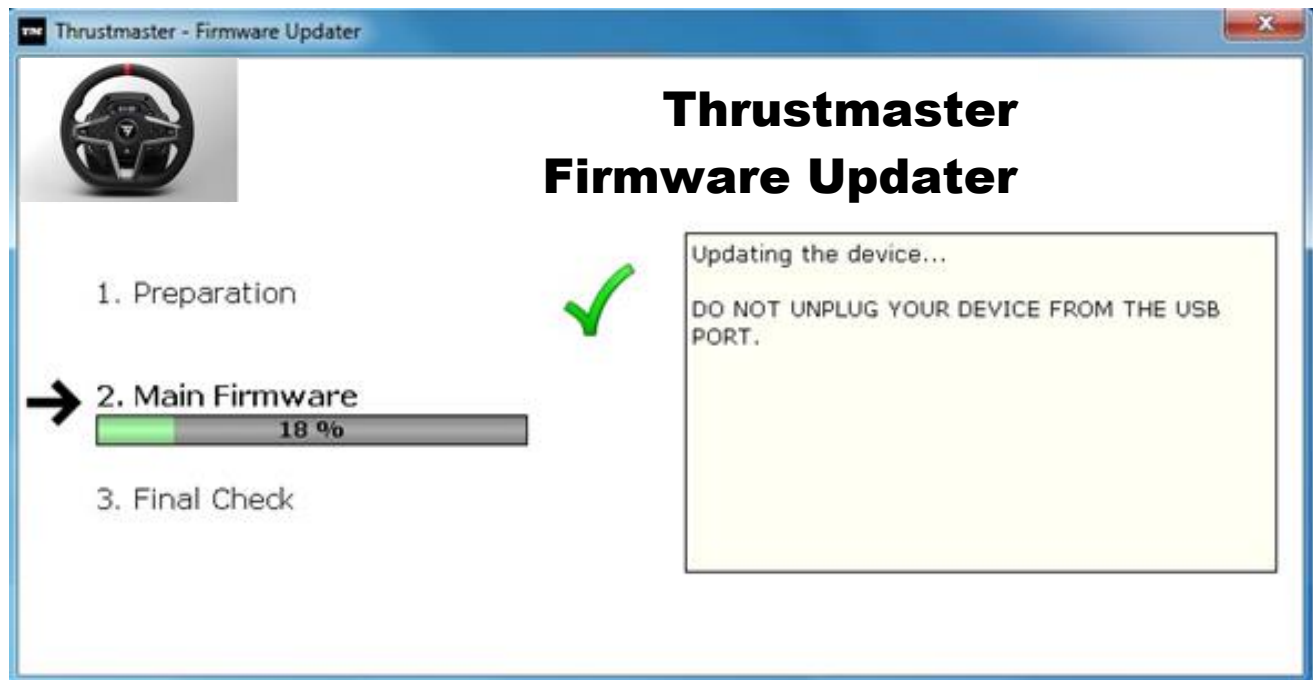 Thrustmaster - Firmware Updater
Thrustmaster
Firmware Updater
1. Preparation
2. Main Firmware
18 %
3. Final Check
Updating the device...
DO NOT UNPLUG YOUR DEVICE FROM THE USB
PORT.